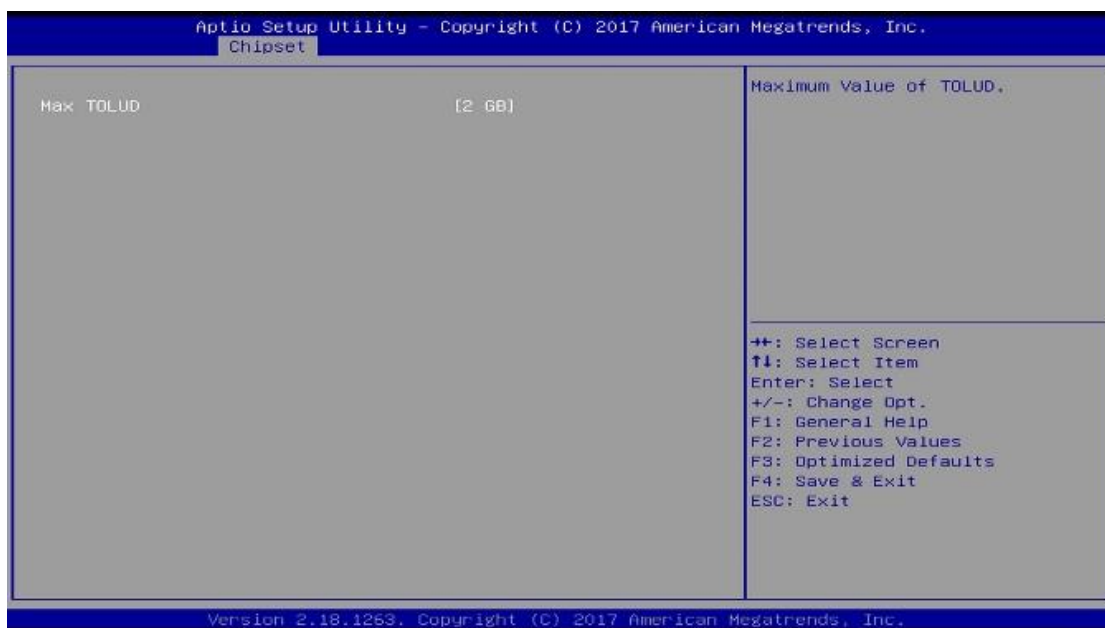 Aptio Setup Utility – Copyright (C) 2017 American Megatrends, Inc.
Chipset
Max TOLUD [2 GB]
Maximum Value of TOLUD.
→←: Select Screen
↑↓: Select Item
Enter: Select
+/-: Change Opt.
F1: General Help
F2: Previous Values
F3: Optimized Defaults
F4: Save & Exit
ESC: Exit
Version 2.18.1263. Copyright (C) 2017 American Megatrends, Inc.